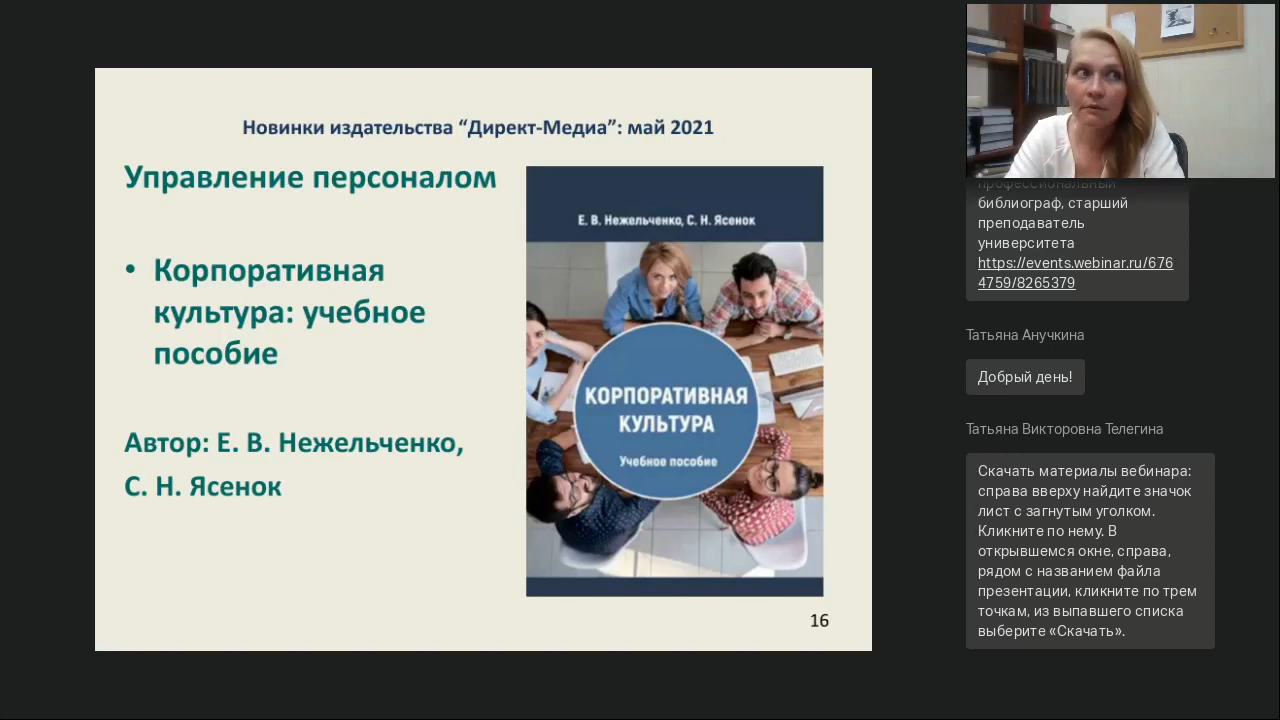 Новинки издательства “Директ-Медиа”: май 2021
Управление персоналом
• Корпоративная
культура: учебное
пособие
Автор: Е. В. Нежельченко,
С. Н. Ясенок
Е. В. Нежельченко, С. Н. Ясенок
КОРПОРАТИВНАЯ
КУЛЬТУРА
Учебное пособие
16
профессиональный
библиограф, старший
преподаватель
университета
https://events.webinar.ru/676
4759/8265379
Татьяна Анучкина
Добрый день!
Татьяна Викторовна Телегина
Скачать материалы вебинара:
справа вверху найдите значок
лист с загнутым уголком.
Кликните по нему. В
открывшемся окне, справа,
рядом с названием файла
презентации, кликните по трем
точкам, из выпавшего списка
выберите «Скачать».